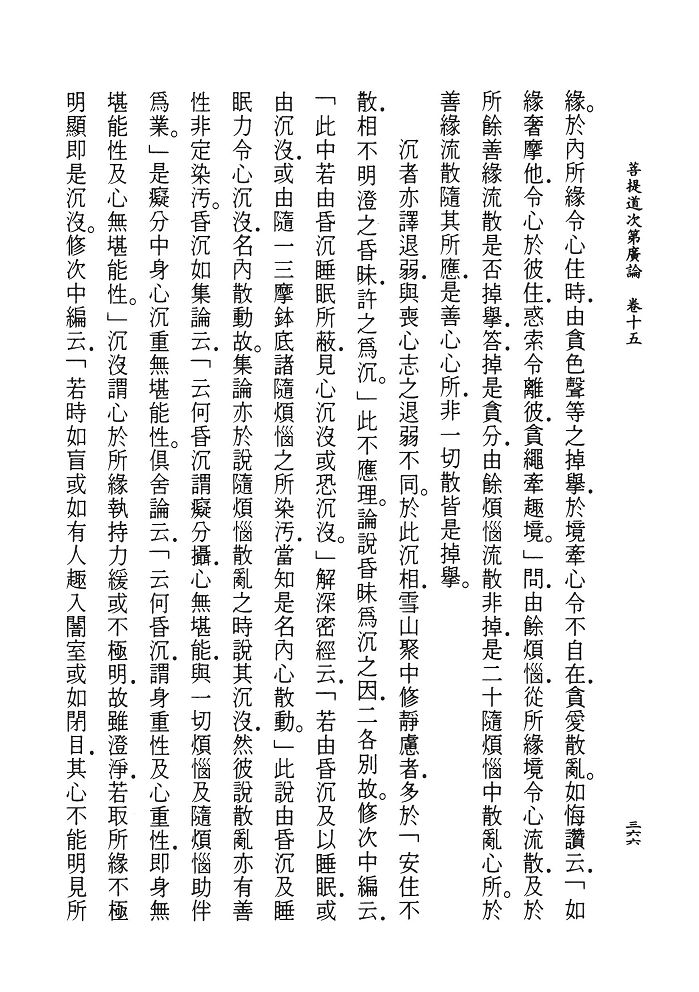 菩提道次第廣論　卷十五
三六六
緣。於內所緣令心住時．由貪色聲等之掉擧．於境牽心令不自在．貪愛散亂。如悔讚云．「如
緣奢摩他．令心於彼住．惑索令離彼．貪繩牽趣境。」問．由餘煩惱．從所緣境令心流散．及於
所餘善緣流散是否掉擧．答．掉是貪分．由餘煩惱流散非掉．是二十隨煩惱中散亂心所。於
善緣流散隨其所應．是善心心所．非一切散皆是掉擧。
沉者亦譯退弱．與喪心志之退弱不同。於此沉相．雪山聚中修靜慮者．多於「安住不
散．相不明澄之昏昧．許之爲沉。」此不應理。論說昏昧爲沉之因．二各別故。修次中編云．
「此中若由昏沉睡眠所蔽．見心沉沒或恐沉沒。」解深密經云．「若由昏沉及以睡眠．或
由沉沒．或由隨一三摩鉢底諸隨煩惱之所染汚．當知是名內心散動。」此說由昏沉及睡
眠力令心沉沒．名內散動故。集論亦於說隨煩惱散亂之時說其沉沒．然彼說散亂亦有善
性．非定染汚。昏沉如集論云．「云何昏沉謂癡分攝．心無堪能．與一切煩惱及隨煩惱助伴
爲業。」是癡分中身心沉重無堪能性。俱舍論云．「云何昏沉．謂身重性及心重性．即身無
堪能性及心無堪能性。」沉沒謂心於所緣執持力緩或不極明．故雖澄淨．若取所緣不極
明顯即是沉沒。修次中編云．「若時如盲或如有人趣入闇室或如閉目．其心不能明見所